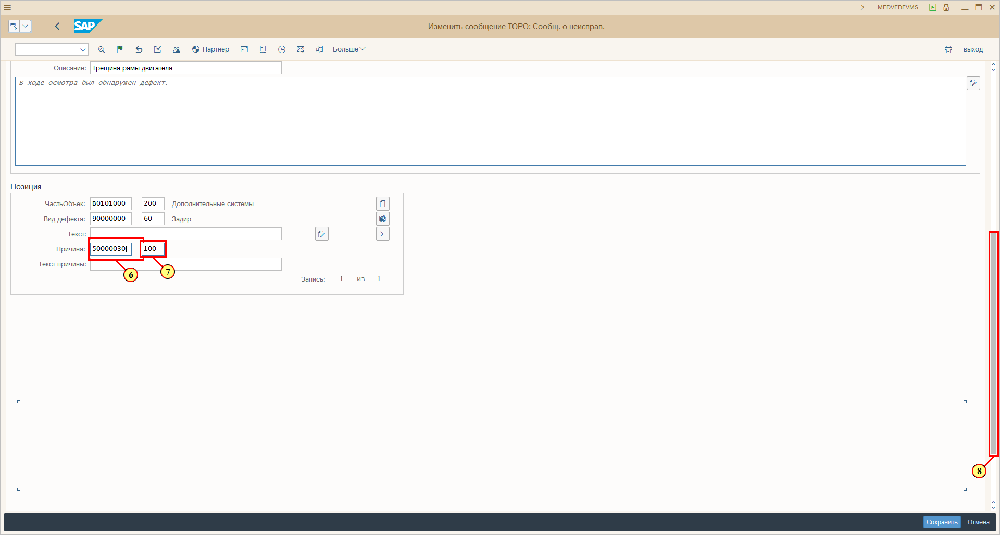 MEDVEDEVMS
SAP
Изменить сообщение ТОРО: Сообщ. о неисправ.
Партнер
Больше
выход
Описание: Трещина рамы двигателя
В ходе осмотра был обнаружен дефект.
Позиция
ЧастьОбъек: B0101000 200 Дополнительные системы
Вид дефекта: 90000000 60 Задир
Текст:
Причина: 50000030 100
Текст причины:
6
7
Запись: 1 из 1
8
Сохранить Отмена